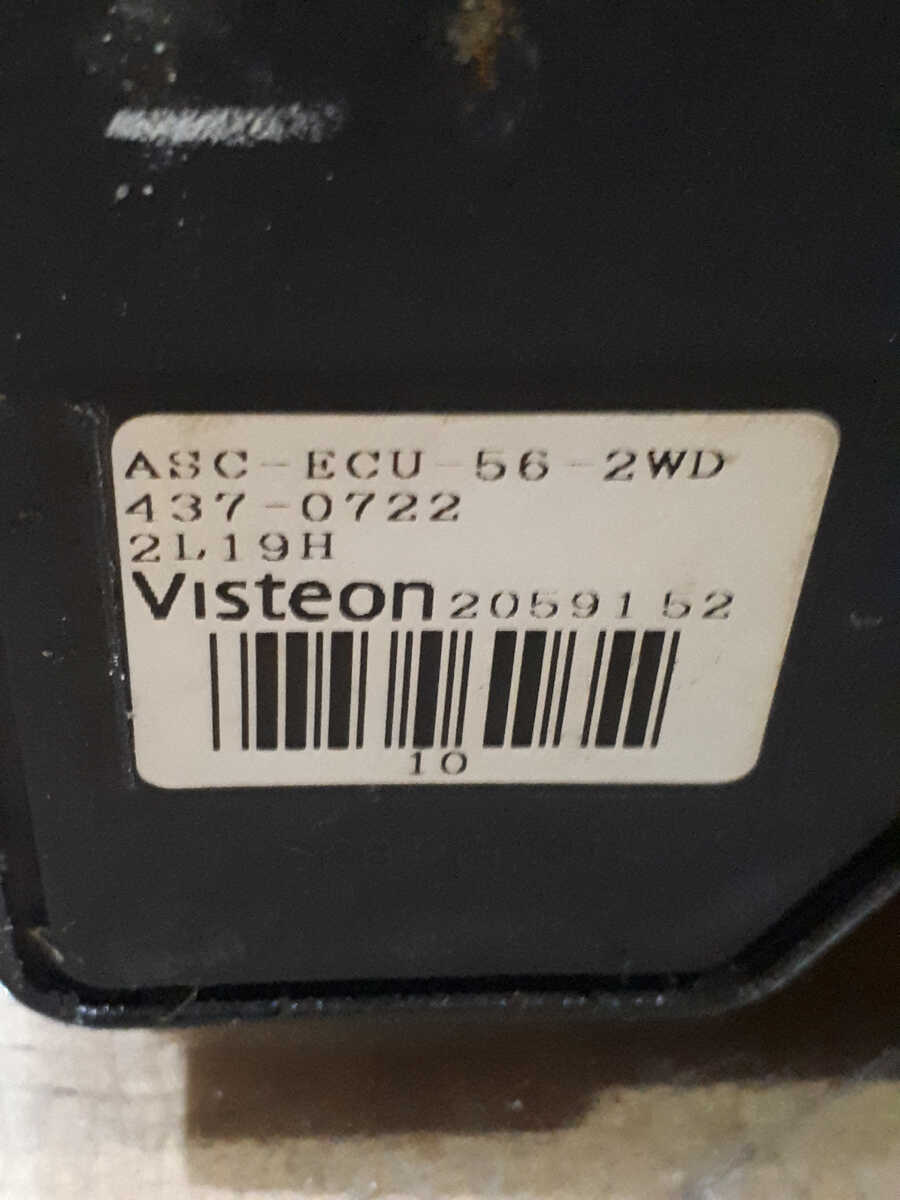 ASC-ECU-56-2WD
437-0722
2L19H
Visteon 2059152
10